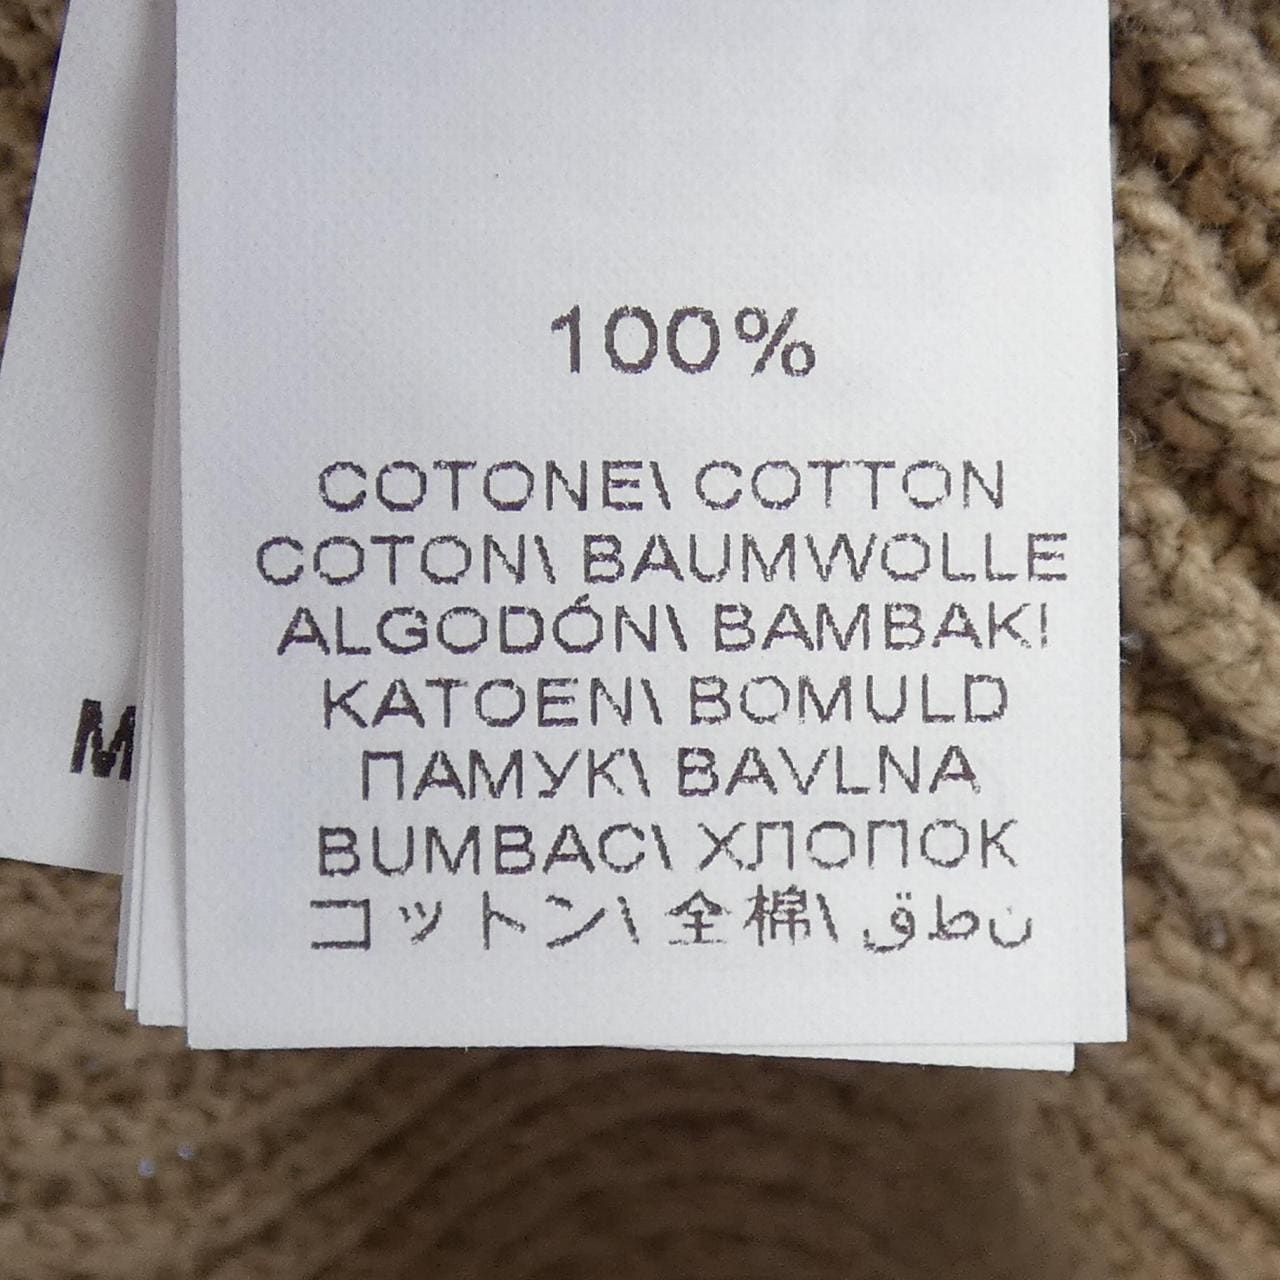 100%
COTONE\ COTTON
COTON\ BAUMWOLLE
ALGODÓN\ BAMBAKI
KATOEN\ BOMULD
ПАМУК\ BAVLNA
BUMBAC\ ХЛОПОК
コットン\ 全棉\ ق ط ن
M